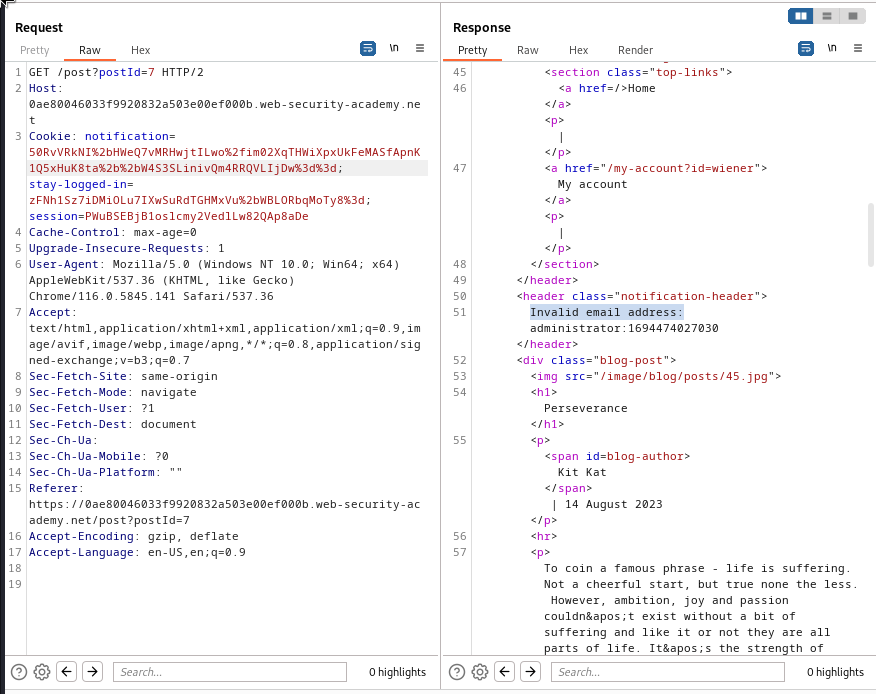 Request
Pretty Raw Hex
\n
1 GET /post?postId=7 HTTP/2
2 Host:
0ae80046033f9920832a503e00ef000b.web-security-academy.ne
t
3 Cookie: notification=
50RvVRkNI%2bHWeQ7vMRHwjtILwo%2fim02XqTHWiXpxUkFeMASfApnK
1Q5xHuK8ta%2b%2bW4S3SLinivQm4RRQVLIjDw%3d%3d;
stay-logged-in=
zFNh1Sz7iDMiOLu7IXwSuRdTGHMxVu%2bWBLORbqMoTy8%3d;
session=PWuBSEBjB1os1cmy2Ved1Lw82QAp8aDe
4 Cache-Control: max-age=0
5 Upgrade-Insecure-Requests: 1
6 User-Agent: Mozilla/5.0 (Windows NT 10.0; Win64; x64)
AppleWebKit/537.36 (KHTML, like Gecko)
Chrome/116.0.5845.141 Safari/537.36
7 Accept:
text/html,application/xhtml+xml,application/xml;q=0.9,im
age/avif,image/webp,image/apng,*/*;q=0.8,application/sig
ned-exchange;v=b3;q=0.7
8 Sec-Fetch-Site: same-origin
9 Sec-Fetch-Mode: navigate
10 Sec-Fetch-User: ?1
11 Sec-Fetch-Dest: document
12 Sec-Ch-Ua:
13 Sec-Ch-Ua-Mobile: ?0
14 Sec-Ch-Ua-Platform: ""
15 Referer:
https://0ae80046033f9920832a503e00ef000b.web-security-ac
ademy.net/post?postId=7
16 Accept-Encoding: gzip, deflate
17 Accept-Language: en-US,en;q=0.9
18
19
Search...
0 highlights
Response
Pretty Raw Hex Render
\n
45 <section class="top-links">
46 <a href=/>Home
</a>
<p>
|
</p>
47 <a href="/my-account?id=wiener">
My account
</a>
<p>
|
</p>
48 </section>
49 </header>
50 <header class="notification-header">
51 Invalid email address:
administrator:1694474027030
</header>
52 <div class="blog-post">
53 <img src="/image/blog/posts/45.jpg">
54 <h1>
Perseverance
</h1>
55 <p>
<span id=blog-author>
Kit Kat
</span>
| 14 August 2023
</p>
56 <hr>
57 <p>
To coin a famous phrase - life is suffering.
Not a cheerful start, but true none the less.
However, ambition, joy and passion
couldn&apos;t exist without a bit of
suffering and like it or not they are all
parts of life. It&apos;s the strength of
Search...
0 highlights